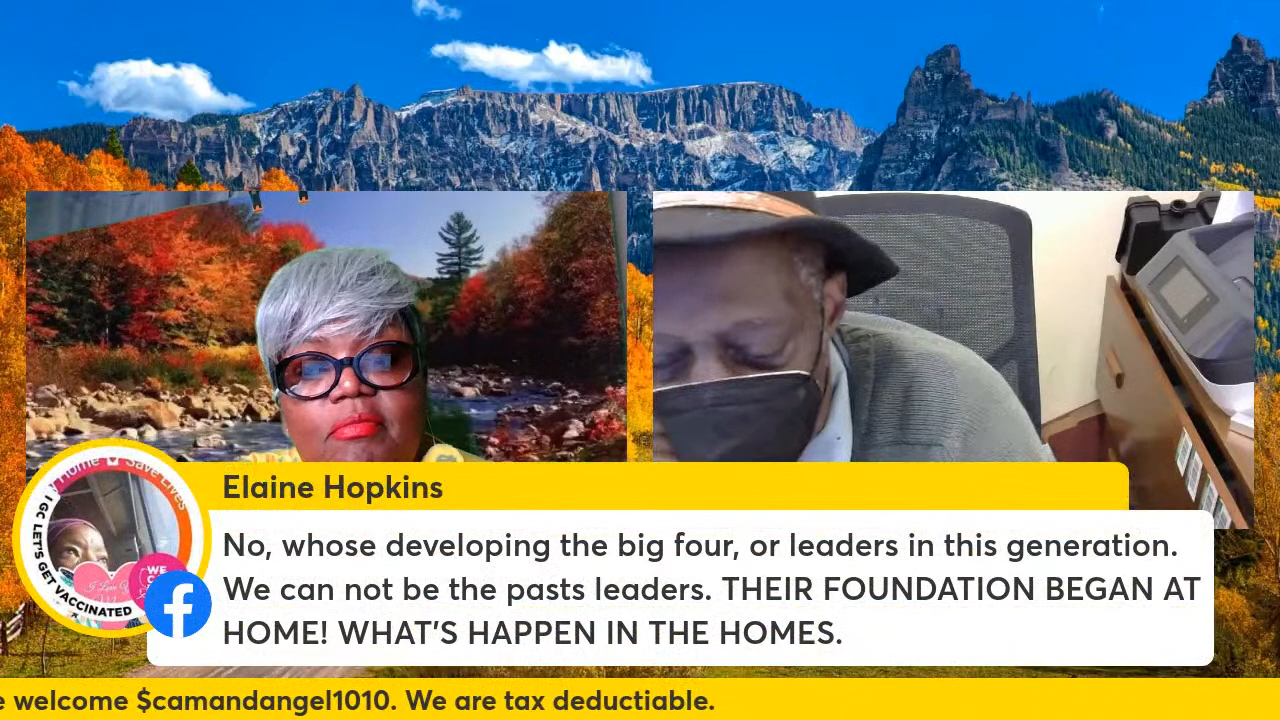 Elaine Hopkins
No, whose developing the big four, or leaders in this generation.
We can not be the pasts leaders. THEIR FOUNDATION BEGAN AT
HOME! WHAT'S HAPPEN IN THE HOMES.
Home Save Lives
I GC LET'S GET VACCINATED
WE
e welcome $camandangel1010. We are tax deductiable.